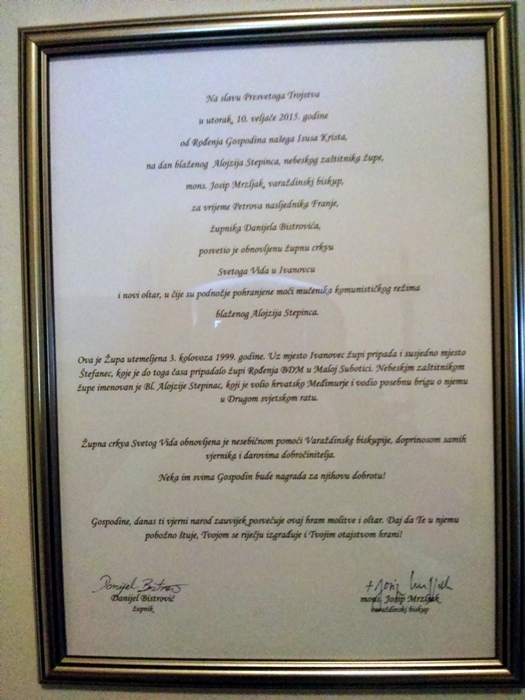 Na slavu Presvetoga Trojstva
u utorak, 10. veljače 2015. godine
od Rođenja Gospodina našega Isusa Krista,
na dan blaženog Alojzija Stepinca, nebeskog zaštitnika župe,
mons. Josip Mrzljak, varaždinski biskup,
za vrijeme Petrova nasljednika Franje,
župnika Danijela Bistrovića,
posvetio je obnovljenu župnu crkvu
Svetoga Vida u Ivanovcu
i novi oltar, u čije su podnožje pohranjene moći mučenika komunističkog režima
blaženog Alojzija Stepinca.
Ova je Župa utemeljena 3. kolovoza 1999. godine. Uz mjesto Ivanovec župi pripada i susjedno mjesto
Štefanec, koje je do toga časa pripadalo župi Rođenja BDM u Maloj Subotici. Nebeskim zaštitnikom
župe imenovan je Bl. Alojzije Stepinac, koji je volio hrvatsko Međimurje i vodio posebnu brigu o njemu
u Drugom svjetskom ratu.
Župna crkva Svetog Vida obnovljena je nesebičnom pomoći Varaždinske biskupije, doprinosom samih
vjernika i darovima dobročinitelja.
Neka im svima Gospodin bude nagrada za njihovu dobrotu!
Gospodine, danas ti vjerni narod zauvijek posvećuje ovaj hram molitve i oltar. Daj da Te u njemu
pobožno štuje, Tvojom se riječju izgrađuje i Tvojim otajstvom hrani!
Danijel Bistrović
Danijel Bistrović
župnik
mons. Josip Mrzljak
varaždinski biskup